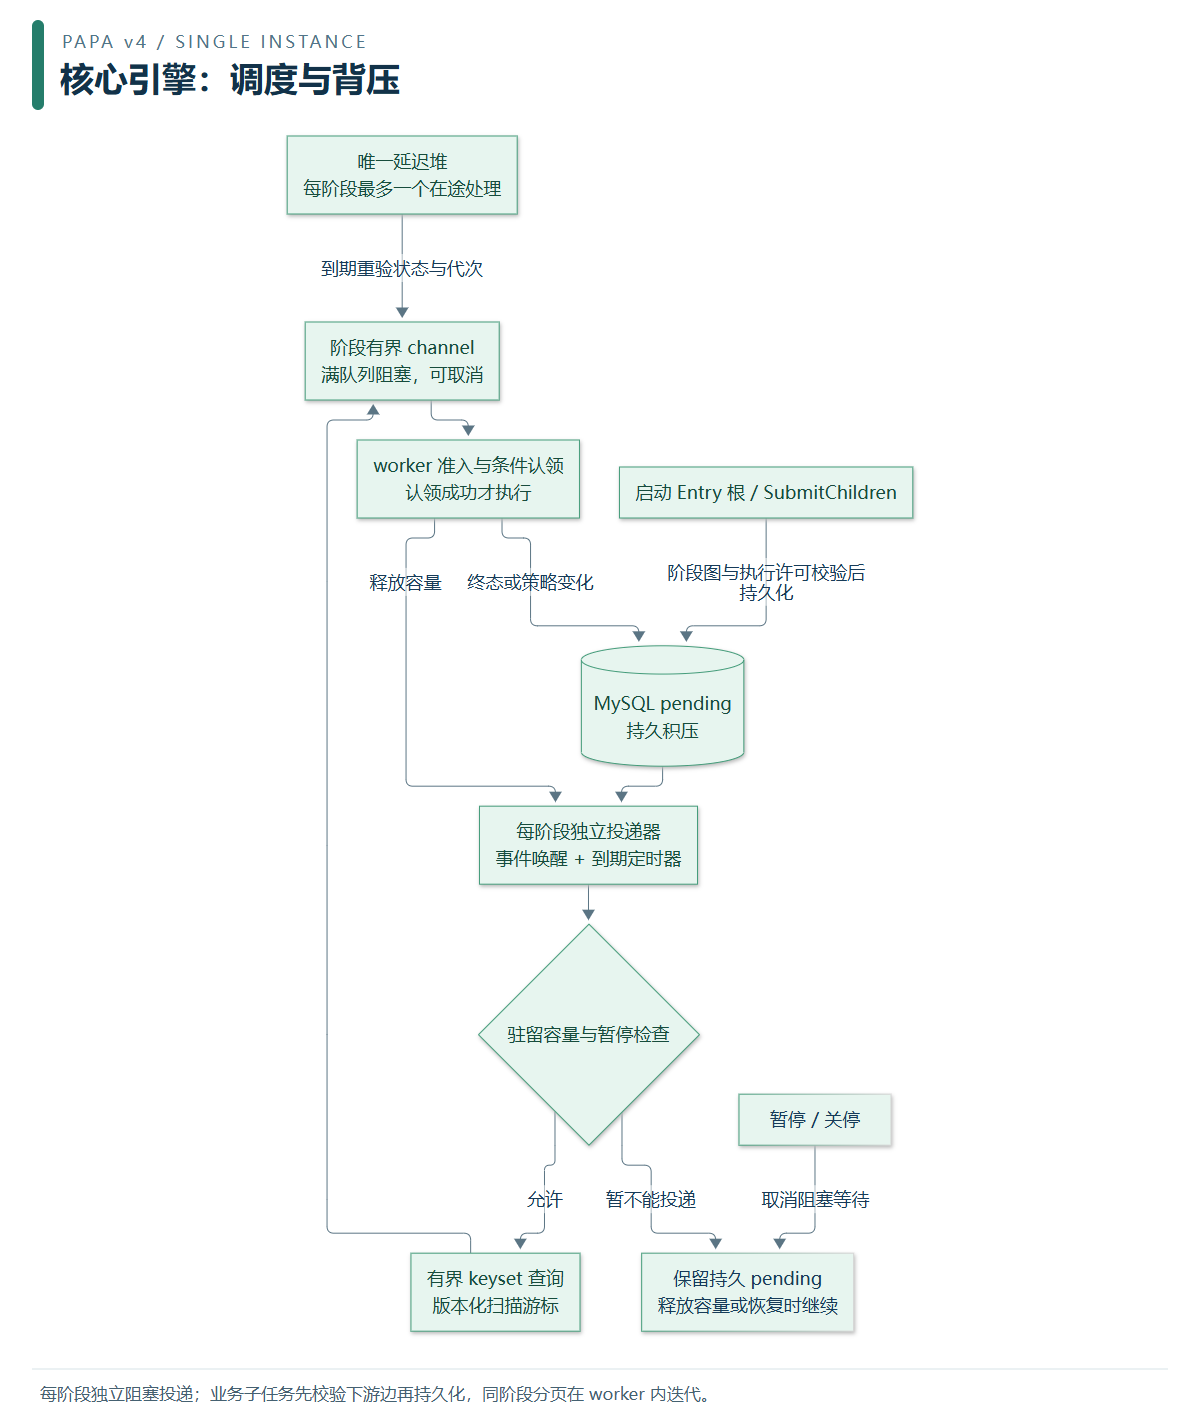 PAPA v4 / SINGLE INSTANCE
核心引擎：调度与背压
唯一延迟堆
每阶段最多一个在途处理
到期重验状态与代次
阶段有界 channel
满队列阻塞，可取消
worker 准入与条件认领
认领成功才执行
启动 Entry 根 / SubmitChildren
释放容量
终态或策略变化
阶段图与执行许可校验后
持久化
MySQL pending
持久积压
每阶段独立投递器
事件唤醒 + 到期定时器
驻留容量与暂停检查
暂停 / 关停
允许
暂不能投递
取消阻塞等待
有界 keyset 查询
版本化扫描游标
保留持久 pending
释放容量或恢复时继续
每阶段独立阻塞投递；业务子任务先校验下游边再持久化，同阶段分页在 worker 内迭代。